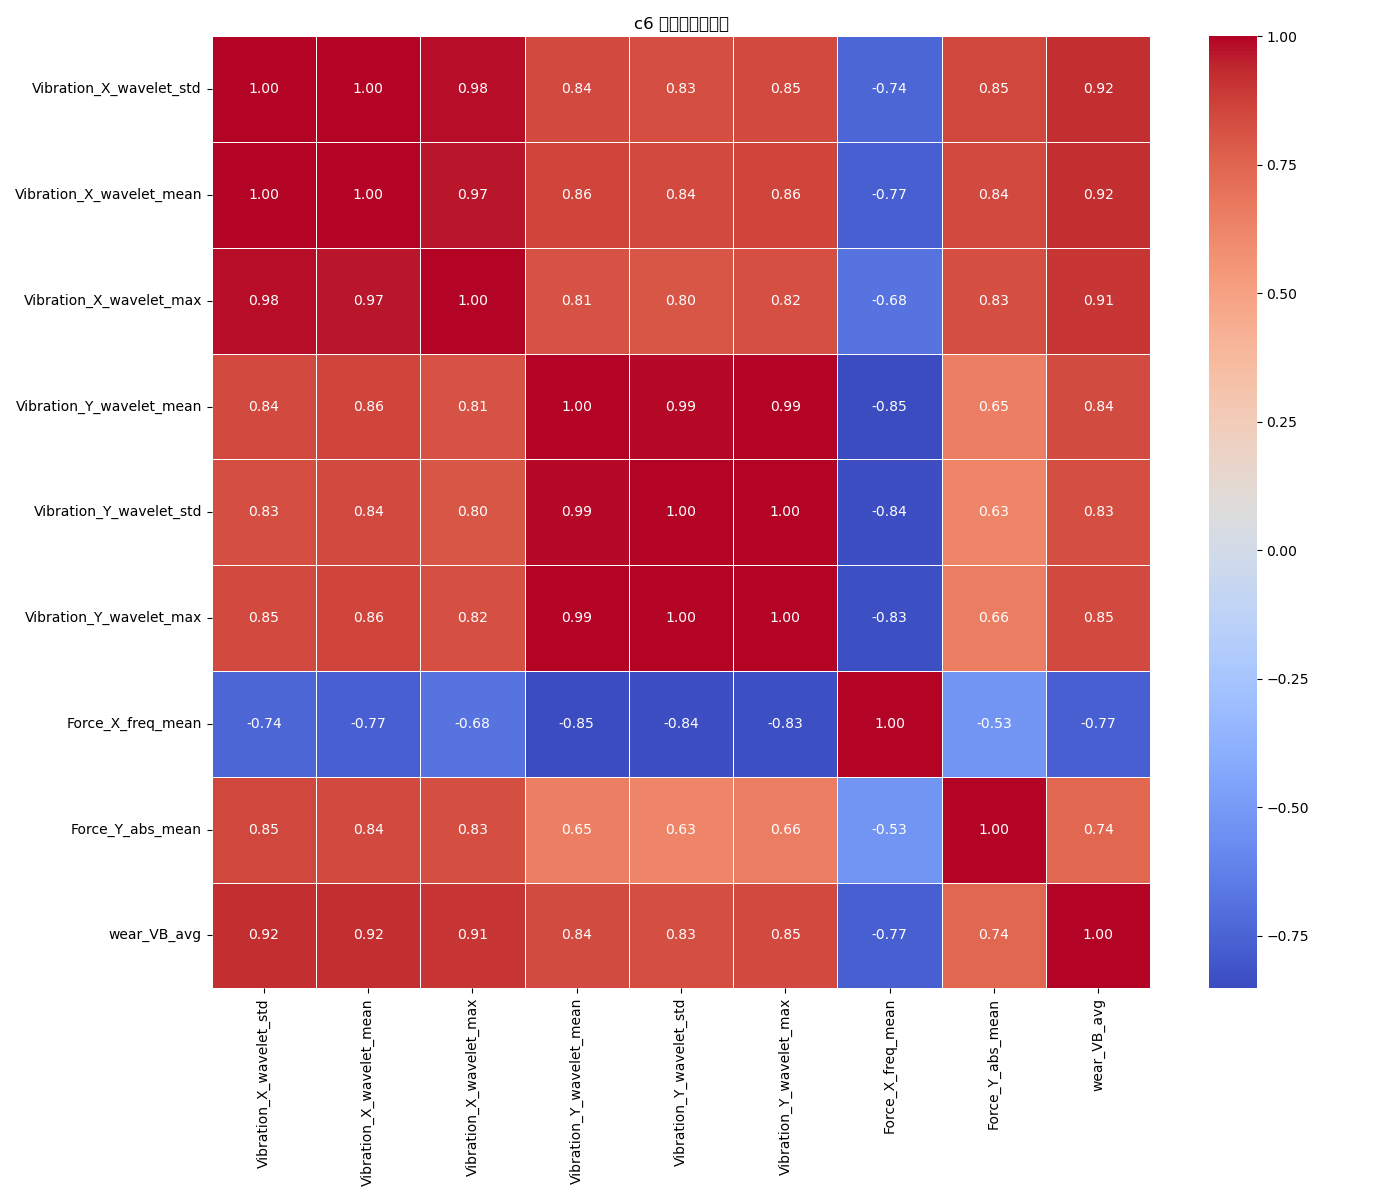 c6
1.00
Vibration_X_wavelet_std 1.00 1.00 0.98 0.84 0.83 0.85 -0.74 0.85 0.92
0.75
Vibration_X_wavelet_mean 1.00 1.00 0.97 0.86 0.84 0.86 -0.77 0.84 0.92
Vibration_X_wavelet_max 0.98 0.97 1.00 0.81 0.80 0.82 -0.68 0.83 0.91
0.50
Vibration_Y_wavelet_mean 0.84 0.86 0.81 1.00 0.99 0.99 -0.85 0.65 0.84
0.25
Vibration_Y_wavelet_std 0.83 0.84 0.80 0.99 1.00 1.00 -0.84 0.63 0.83
0.00
Vibration_Y_wavelet_max 0.85 0.86 0.82 0.99 1.00 1.00 -0.83 0.66 0.85
−0.25
Force_X_freq_mean -0.74 -0.77 -0.68 -0.85 -0.84 -0.83 1.00 -0.53 -0.77
−0.50
Force_Y_abs_mean 0.85 0.84 0.83 0.65 0.63 0.66 -0.53 1.00 0.74
wear_VB_avg 0.92 0.92 0.91 0.84 0.83 0.85 -0.77 0.74 1.00
−0.75
Vibration_X_wavelet_std
Vibration_X_wavelet_mean
Vibration_X_wavelet_max
Vibration_Y_wavelet_mean
Vibration_Y_wavelet_std
Vibration_Y_wavelet_max
Force_X_freq_mean
Force_Y_abs_mean
wear_VB_avg